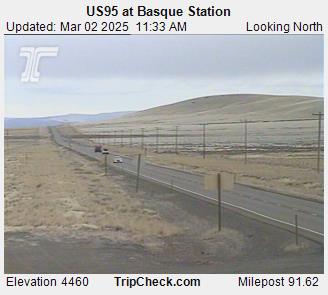 US95 at Basque Station
Updated: Mar 02 2025 11:33 AM Looking North
Elevation 4460 TripCheck.com Milepost 91.62